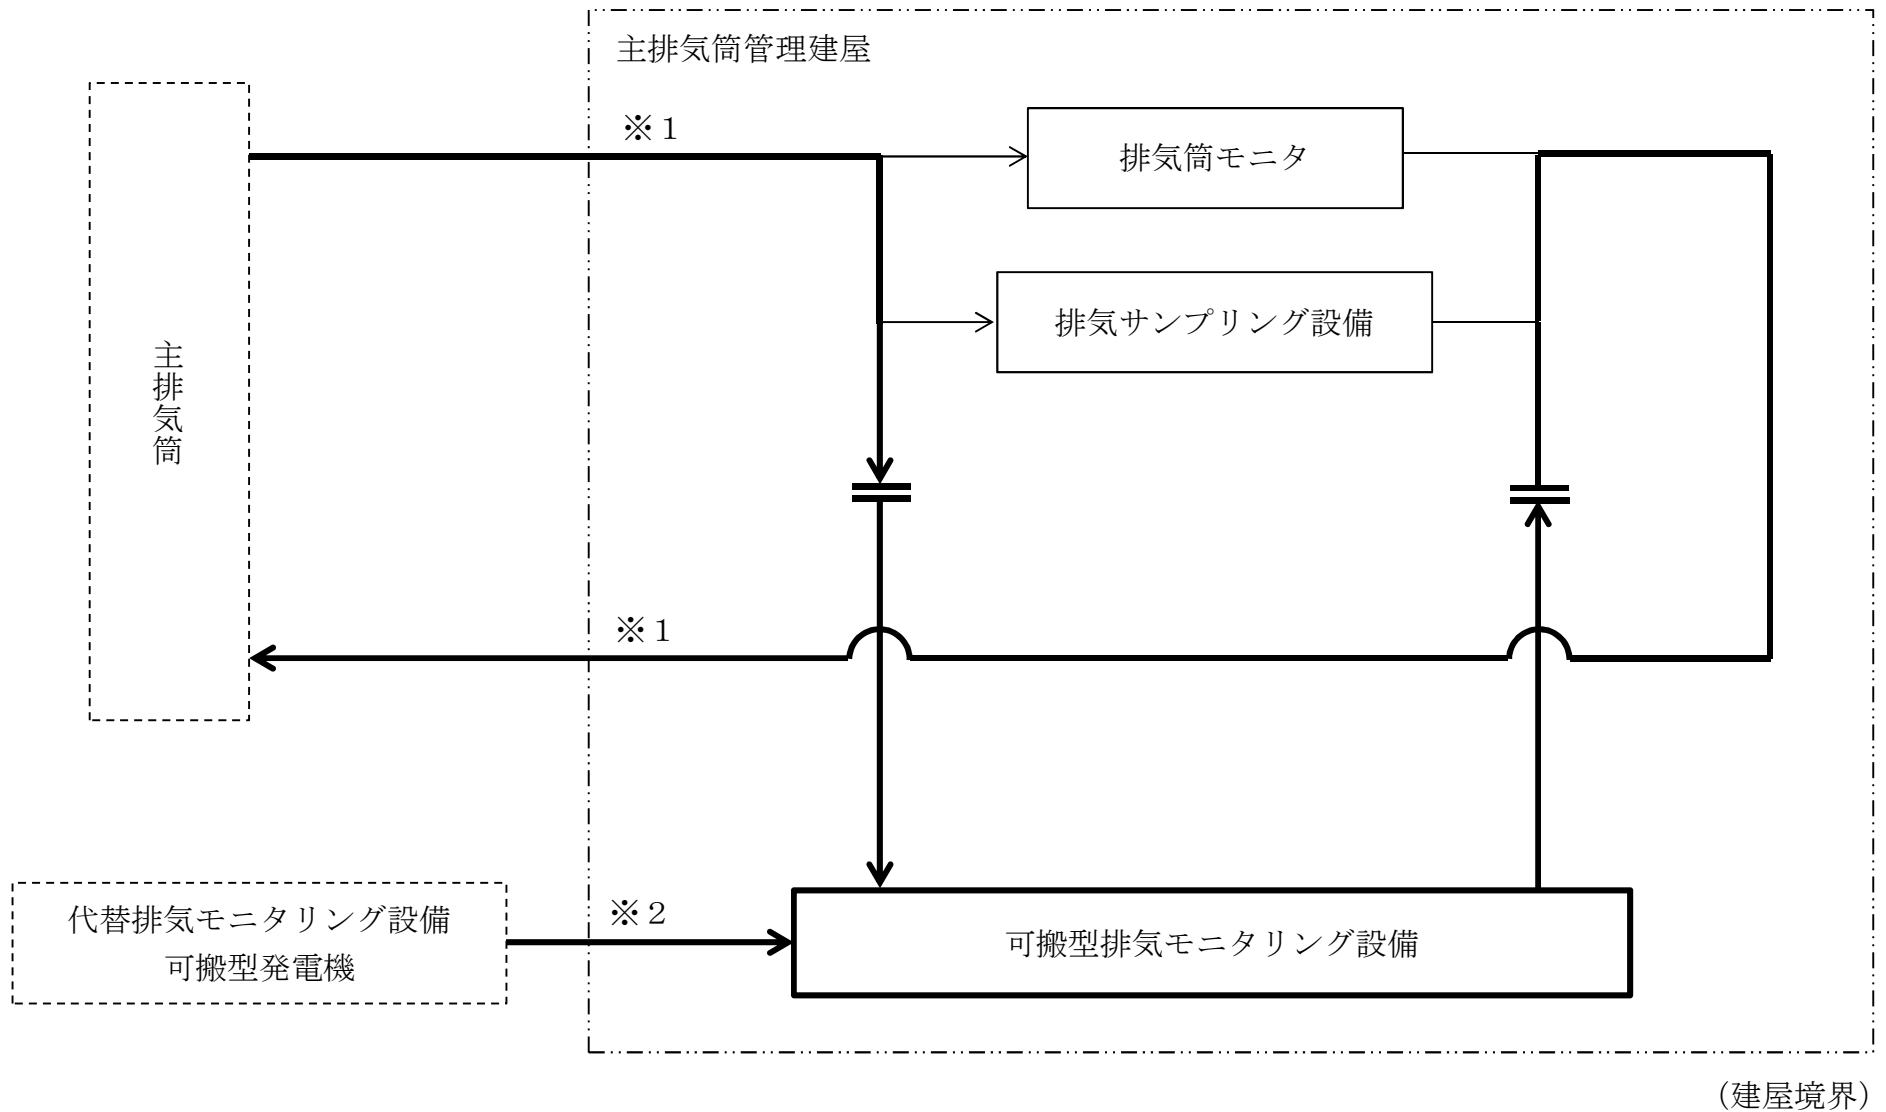 主排気筒管理建屋
※１
排気筒モニタ
排気サンプリング設備
主排気筒
※１
※２
代替排気モニタリング設備
可搬型発電機
可搬型排気モニタリング設備
（建屋境界）